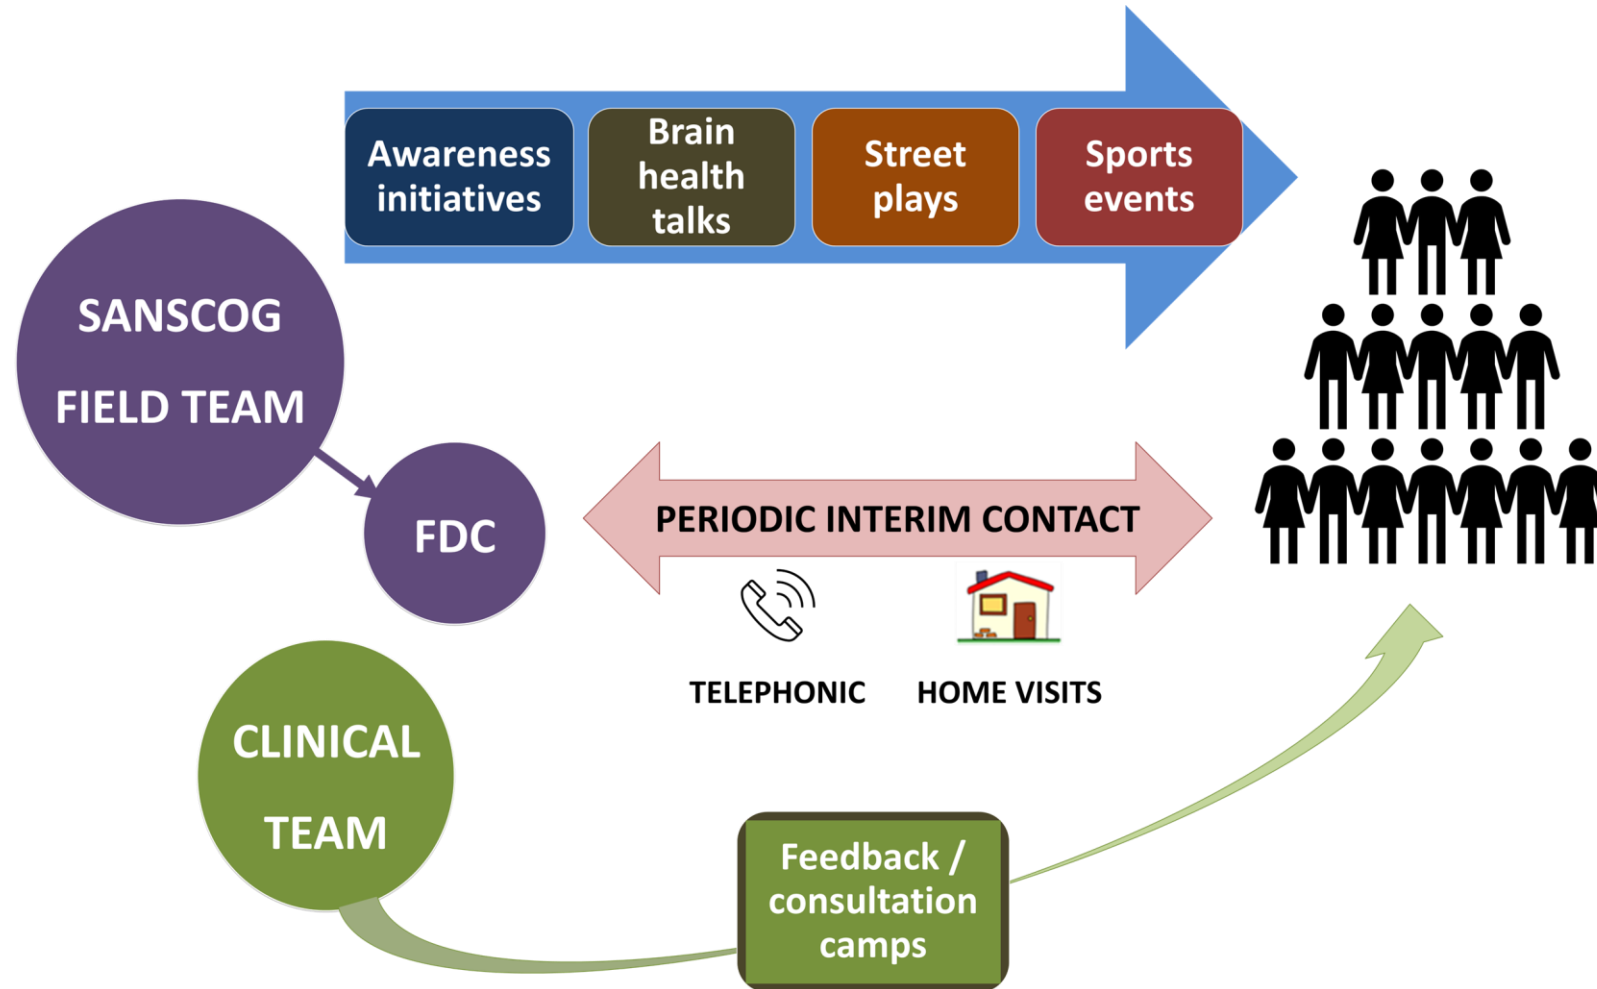 Awareness
initiatives
Brain
health
talks
Street
plays
Sports
events
SANSCOG
FIELD TEAM
FDC
PERIODIC INTERIM CONTACT
TELEPHONIC
HOME VISITS
CLINICAL
TEAM
Feedback /
consultation
camps